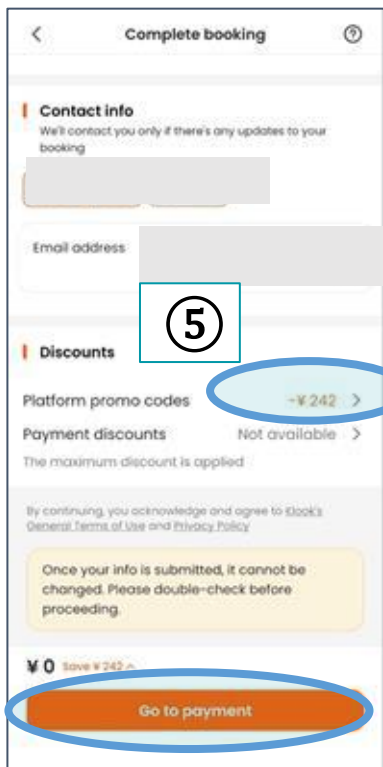 Complete booking
Contact info
We'll contact you only if there's any updates to your
booking
Email address
⑤
Discounts
Platform promo codes -¥ 242
Payment discounts Not available
The maximum discount is applied
By continuing, you acknowledge and agree to Klook's
General Terms of Use and Privacy Policy
Once your info is submitted, it cannot be
changed. Please double-check before
proceeding.
¥ 0 Save ¥ 242
Go to payment